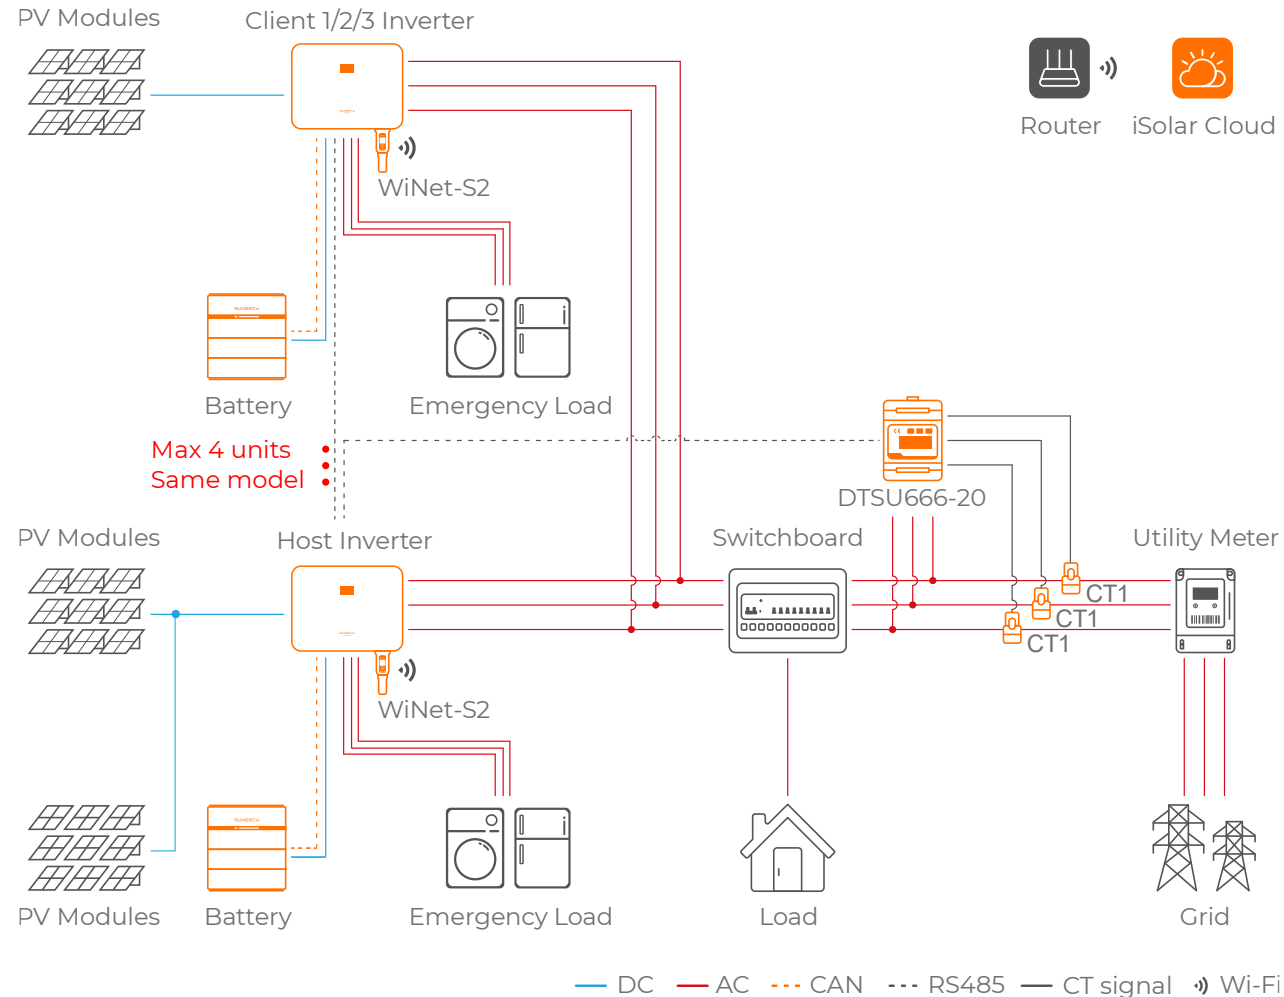 PV Modules
Client 1/2/3 Inverter
Router
iSolar Cloud
WiNet-S2
Battery
Emergency Load
Max 4 units
Same model
DTSU666-20
PV Modules
Host Inverter
Switchboard
Utility Meter
CT1
CT1
CT1
WiNet-S2
PV Modules
Battery
Emergency Load
Load
Grid
DC
AC
CAN
RS485
CT signal
Wi-Fi